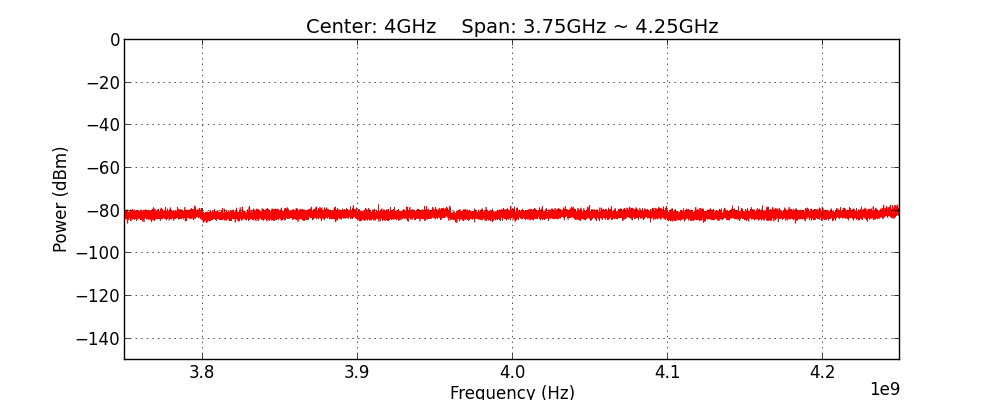 Center: 4GHz    Span: 3.75GHz ~ 4.25GHz
0
−20
−40
−60
−80
−100
−120
−140
Power (dBm)
3.8 3.9 4.0 4.1 4.2
1e9
Frequency (Hz)